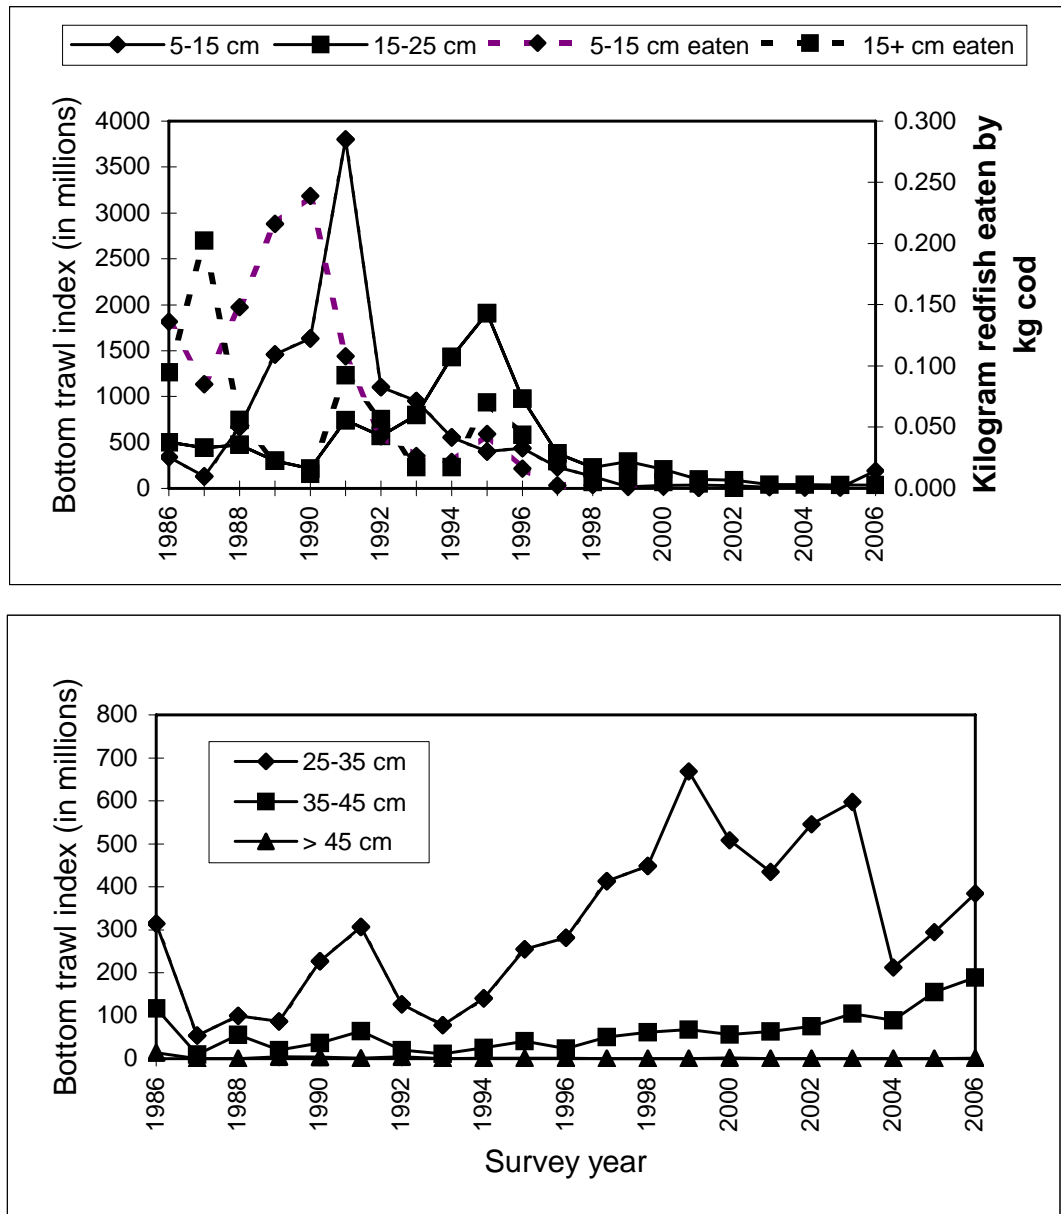 5-15 cm 15-25 cm 5-15 cm eaten 15+ cm eaten
Bottom trawl index (in millions)
4000
3500
3000
2500
2000
1500
1000
500
0
0.300
0.250
0.200
0.150
0.100
0.050
0.000
Kilogram redfish eaten by
kg cod
1986 1988 1990 1992 1994 1996 1998 2000 2002 2004 2006
Bottom trawl index (in millions)
800
700
600
500
400
300
200
100
0
25-35 cm
35-45 cm
> 45 cm
1986 1988 1990 1992 1994 1996 1998 2000 2002 2004 2006
Survey year